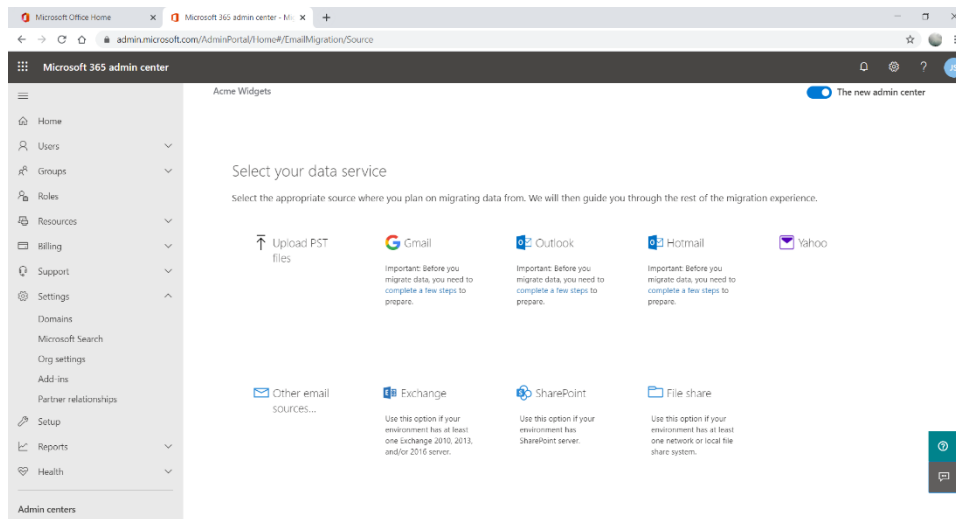 Microsoft Office Home
Microsoft 365 admin center - Mi
admin.microsoft.com/AdminPortal/Home#/EmailMigration/Source
Microsoft 365 admin center
?
JS
Acme Widgets
The new admin center
Home
Users
Groups
Roles
Resources
Billing
Support
Settings
Domains
Microsoft Search
Org settings
Add-ins
Partner relationships
Setup
Reports
Health
Admin centers
Select your data service
Select the appropriate source where you plan on migrating data from. We will then guide you through the rest of the migration experience.
Upload PST
files
Gmail
Important: Before you
migrate data, you need to
complete a few steps to
prepare.
Outlook
Important: Before you
migrate data, you need to
complete a few steps to
prepare.
Hotmail
Important: Before you
migrate data, you need to
complete a few steps to
prepare.
Yahoo
Other email
sources...
Exchange
Use this option if your
environment has at least
one Exchange 2010, 2013,
and/or 2016 server.
SharePoint
Use this option if your
environment has
SharePoint server.
File share
Use this option if your
environment has at least
one network or local file
share system.